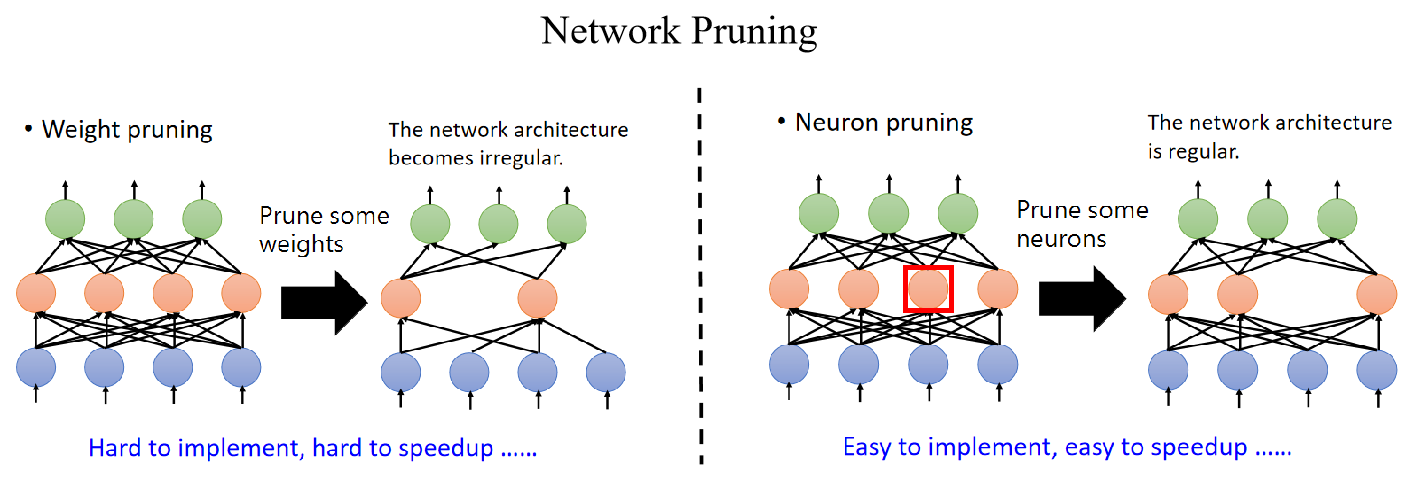 Network Pruning
• Weight pruning
The network architecture
becomes irregular.
Prune some
weights
Hard to implement, hard to speedup ......
• Neuron pruning
The network architecture
is regular.
Prune some
neurons
Easy to implement, easy to speedup ......